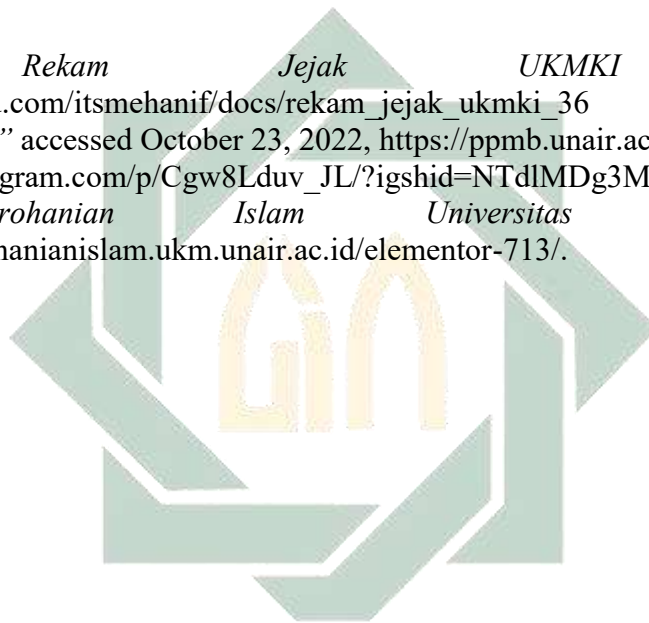 Rekam Jejak UKMKI
.com/itsmehanif/docs/rekam_jejak_ukmki_36
” accessed October 23, 2022, https://ppmb.unair.ac
gram.com/p/Cgw8Lduv_JL/?igshid=NTdlMDg3M
rohanian Islam Universitas
hanianislam.ukm.unair.ac.id/elementor-713/.